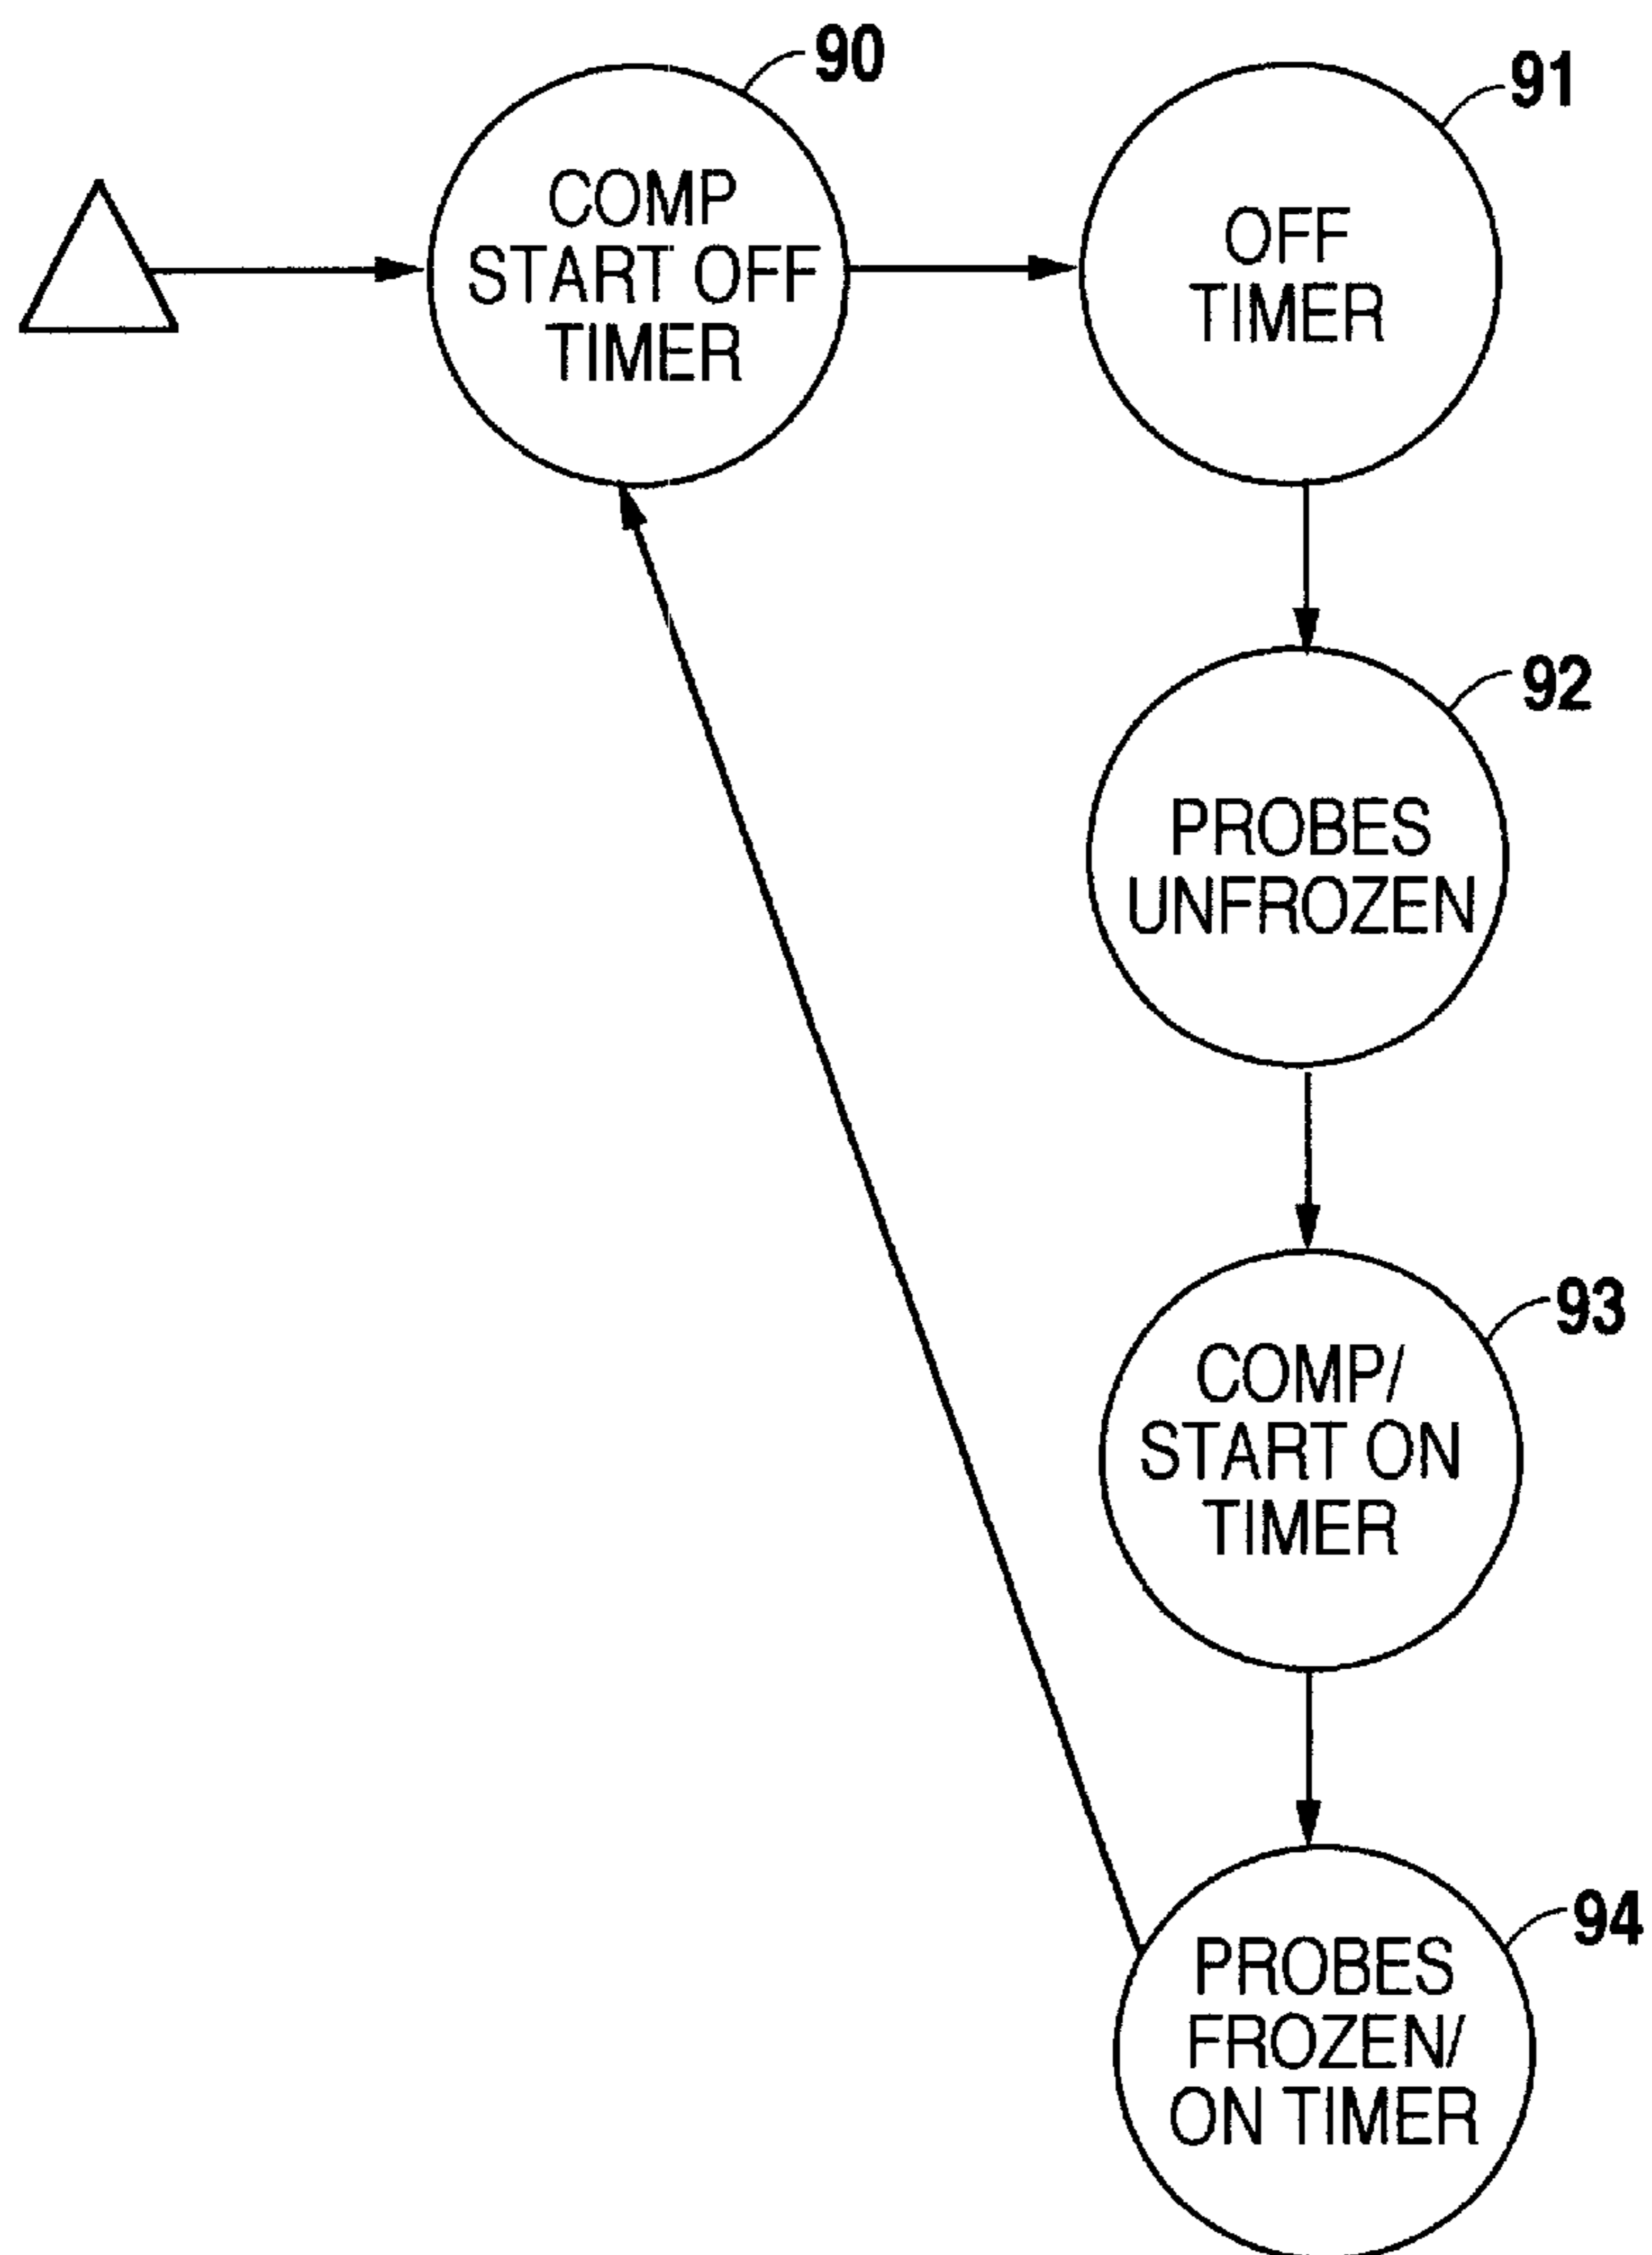 90
COMP
START OFF
TIMER
91
OFF
TIMER
92
PROBES
UNFROZEN
93
COMP/
START ON
TIMER
94
PROBES
FROZEN/
ON TIMER